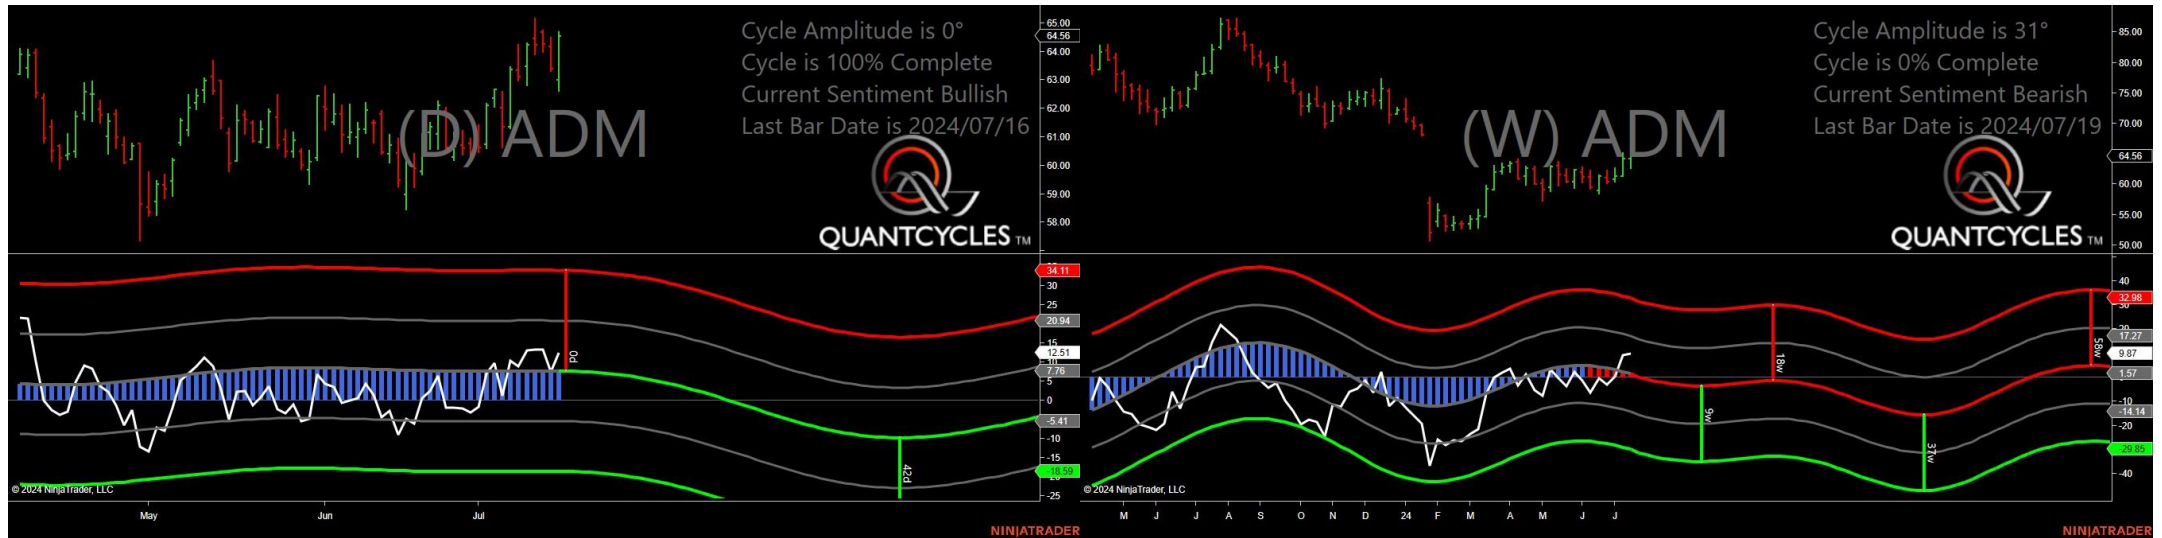 Cycle Amplitude is 0°
Cycle is 100% Complete
Current Sentiment Bullish
Last Bar Date is 2024/07/16
(D) ADM
QUANTCYCLES TM
65.00
64.56
64.00
63.00
62.00
61.00
60.00
59.00
58.00
34.11
30
25
20.94
15
12.51
10
7.76
5
0
-5.41
-10
-15
-18.59
-25
0d
42d
© 2024 NinjaTrader, LLC
May
Jun
Jul
NINJATRADER
Cycle Amplitude is 31°
Cycle is 0% Complete
Current Sentiment Bearish
Last Bar Date is 2024/07/19
(W) ADM
QUANTCYCLES TM
85.00
80.00
75.00
70.00
64.56
60.00
55.00
50.00
40
32.98
30
20
17.27
9.87
1.57
-10
-14.14
-20
-29.85
-40
9w
18w
37w
58w
© 2024 NinjaTrader, LLC
M J J A S O N D 24 F M A M J J
NINJATRADER